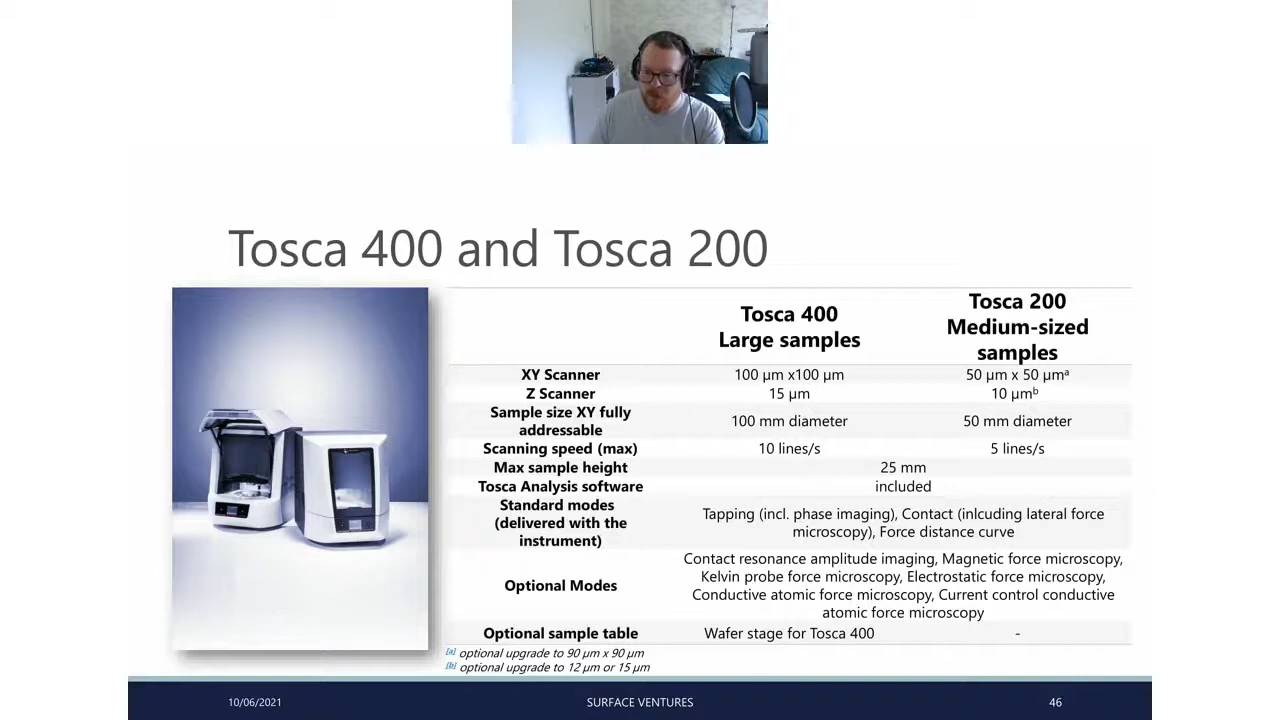 Tosca 400 and Tosca 200
Tosca 400
Large samples
Tosca 200
Medium-sized
samples
XY Scanner
100 µm x100 µm
50 µm x 50 µmᵃ
Z Scanner
15 µm
10 µmᵇ
Sample size XY fully
addressable
100 mm diameter
50 mm diameter
Scanning speed (max)
10 lines/s
5 lines/s
Max sample height
25 mm
Tosca Analysis software
included
Standard modes
(delivered with the
instrument)
Tapping (incl. phase imaging), Contact (inlcuding lateral force
microscopy), Force distance curve
Optional Modes
Contact resonance amplitude imaging, Magnetic force microscopy,
Kelvin probe force microscopy, Electrostatic force microscopy,
Conductive atomic force microscopy, Current control conductive
atomic force microscopy
Optional sample table
Wafer stage for Tosca 400
-
[a] optional upgrade to 90 µm x 90 µm
[b] optional upgrade to 12 µm or 15 µm
10/06/2021
SURFACE VENTURES
46